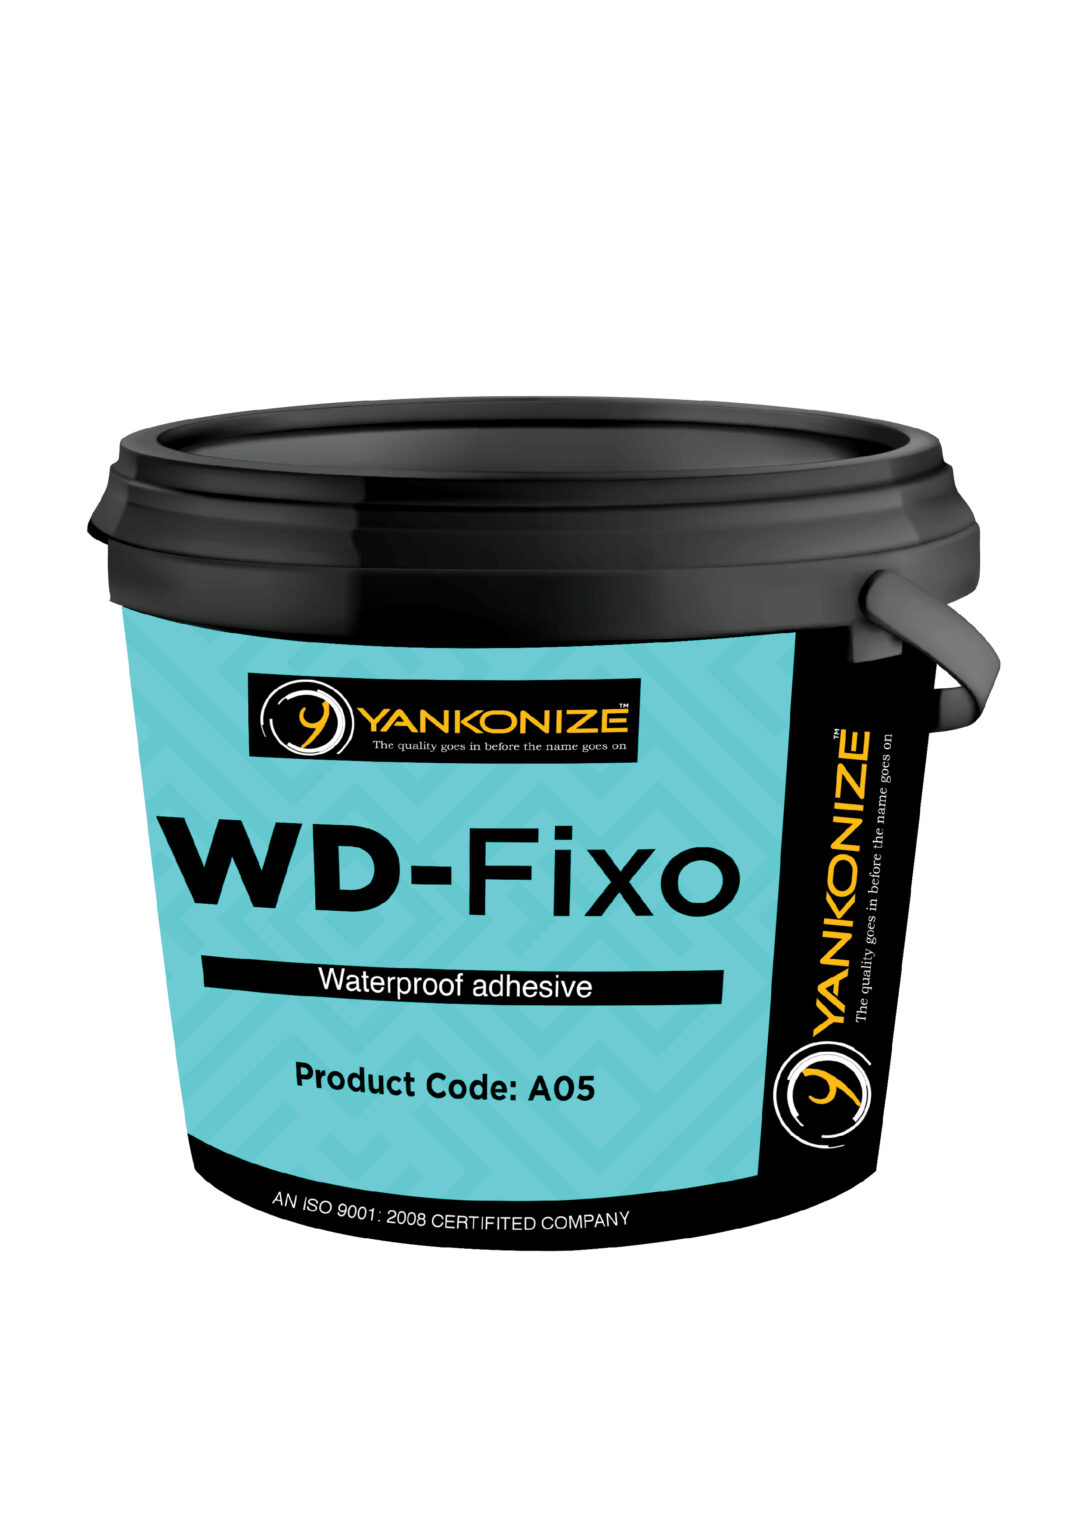 YANKONIZE™
The quality goes in before the name goes on
WD-Fixo
Waterproof adhesive
Product Code: A05
AN ISO 9001: 2008 CERTIFITED COMPANY
YANKONIZE™
The quality goes in before the name goes on